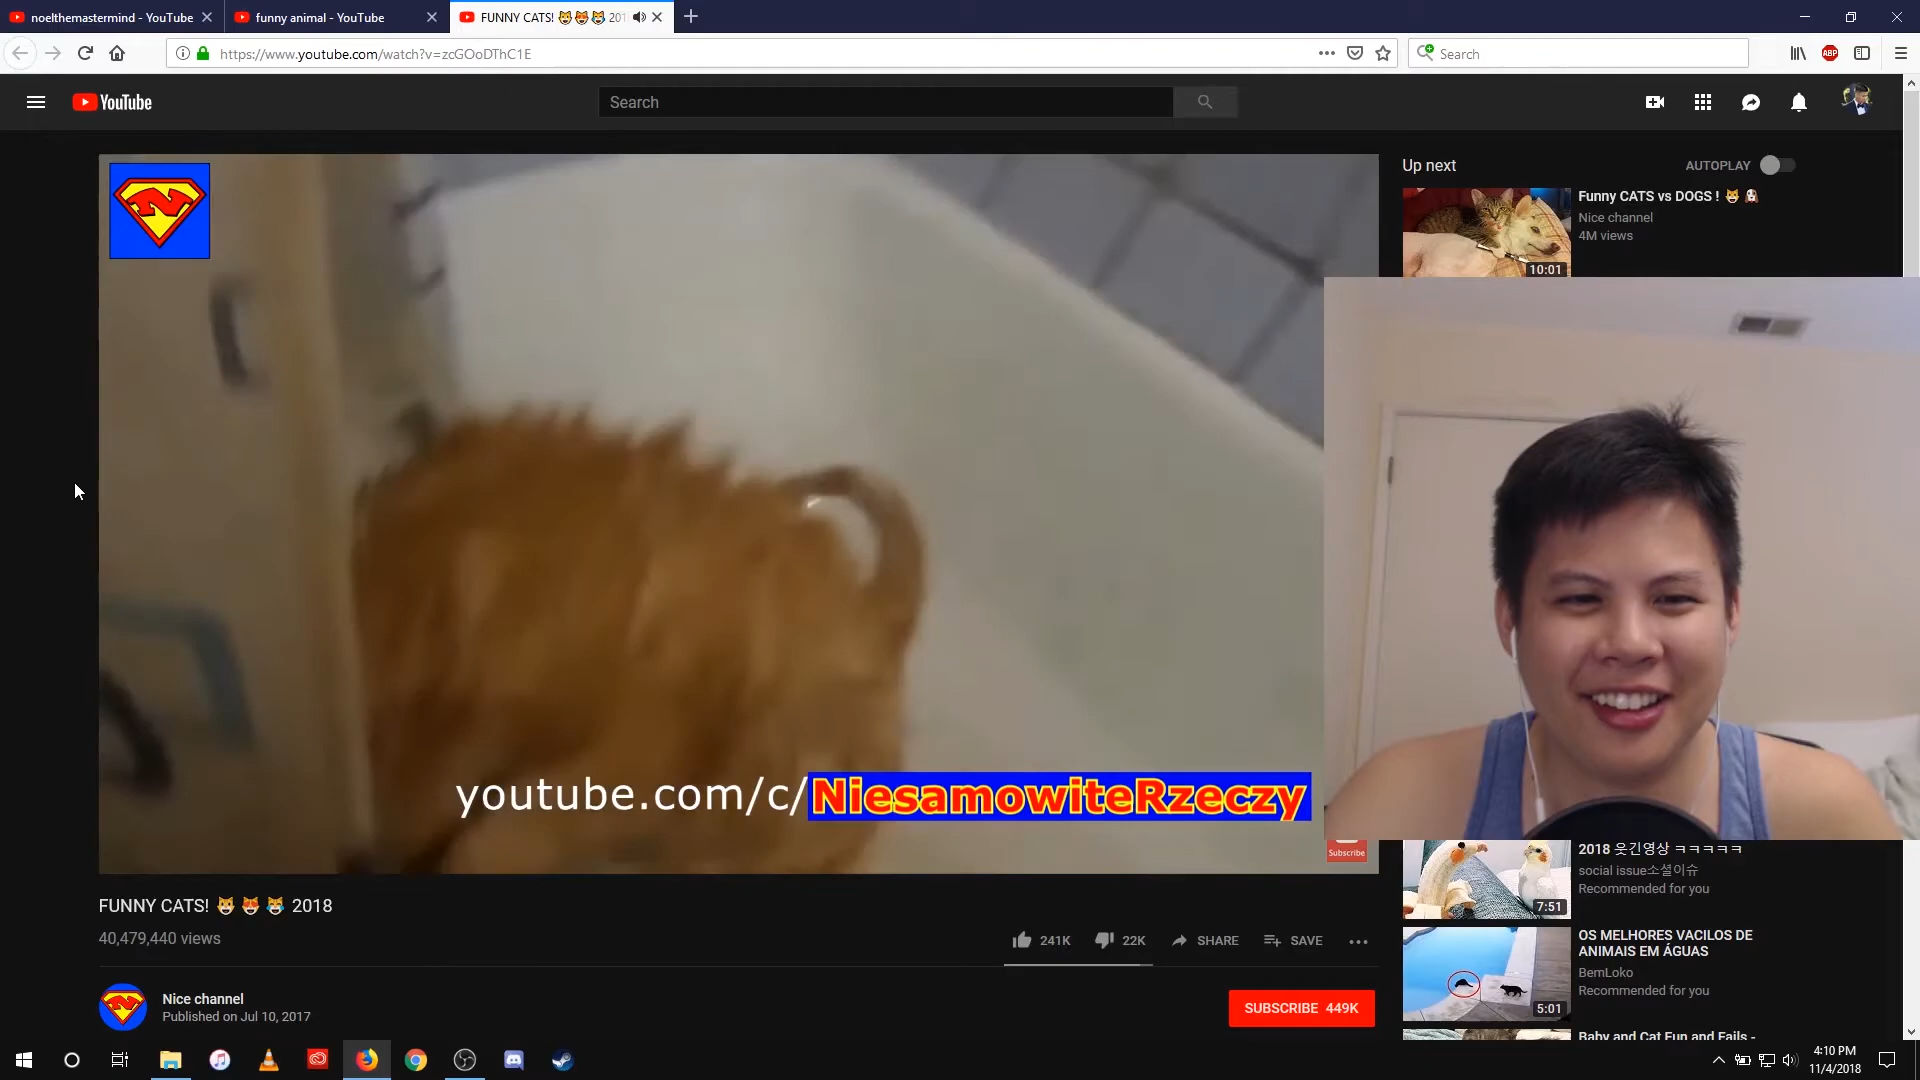 noelthemastermind - YouTube
funny animal - YouTube
FUNNY CATS! 😸 😻 😹 201
https://www.youtube.com/watch?v=zcGOoDThC1E
Search
ABP
YouTube
Search
N
Up next
AUTOPLAY
Funny CATS vs DOGS !
Nice channel
4M views
10:01
youtube.com/c/NiesamowiteRzeczy
Subscribe
2018 웃긴영상 ㅋㅋㅋㅋㅋ
social issue소셜이슈
Recommended for you
7:51
OS MELHORES VACILOS DE
ANIMAIS EM ÁGUAS
BemLoko
Recommended for you
5:01
Baby and Cat Fun and Fails -
FUNNY CATS! 😸 😻 😹 2018
40,479,440 views
241K
22K
SHARE
SAVE
Nice channel
Published on Jul 10, 2017
SUBSCRIBE 449K
4:10 PM
11/4/2018